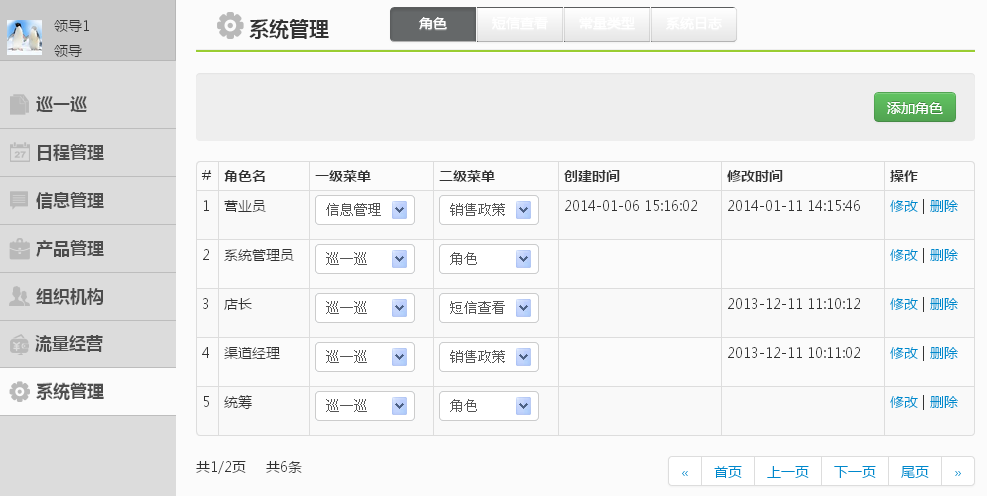 领导1
领导
巡一巡
27 日程管理
信息管理
产品管理
组织机构
流量经营
系统管理
系统管理 角色 短信查看 常量类型 系统日志
添加角色
# 角色名 一级菜单 二级菜单 创建时间 修改时间 操作
1 营业员 信息管理 销售政策 2014-01-06 15:16:02 2014-01-11 14:15:46 修改 | 删除
2 系统管理员 巡一巡 角色 修改 | 删除
3 店长 巡一巡 短信查看 2013-12-11 11:10:12 修改 | 删除
4 渠道经理 巡一巡 销售政策 2013-12-11 10:11:02 修改 | 删除
5 统筹 巡一巡 角色 修改 | 删除
共1/2页 共6条 « 首页 上一页 下一页 尾页 »